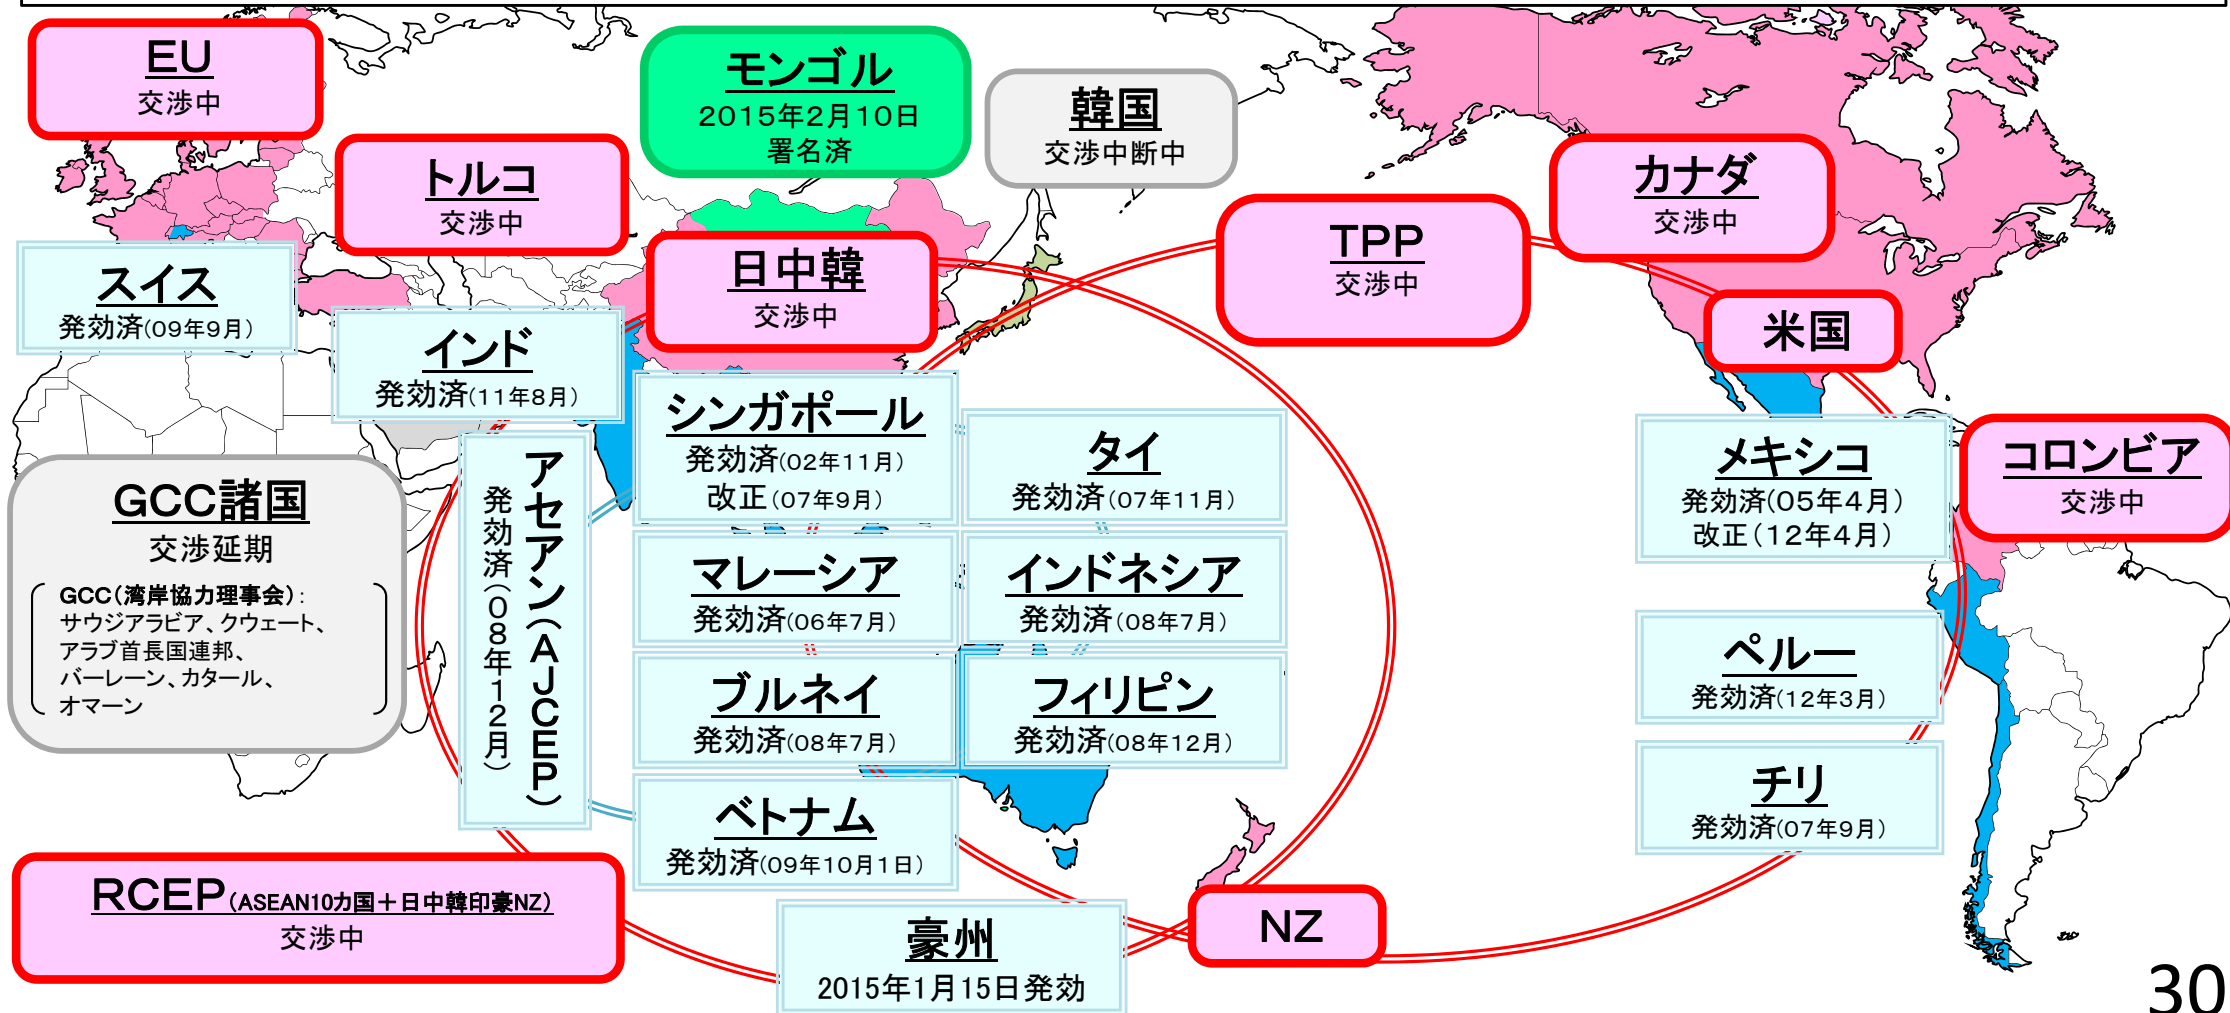 EU
交渉中
モンゴル
2015年2月10日
署名済
韓国
交渉中断中
トルコ
交渉中
カナダ
交渉中
TPP
交渉中
日中韓
交渉中
スイス
発効済(09年9月)
インド
発効済(11年8月)
米国
シンガポール
発効済(02年11月)
改正(07年9月)
タイ
発効済(07年11月)
メキシコ
発効済(05年4月)
改正(12年4月)
コロンビア
交渉中
GCC諸国
交渉延期
GCC(湾岸協力理事会):
サウジアラビア、クウェート、
アラブ首長国連邦、
バーレーン、カタール、
オマーン
アセアン(AJCEP)
発効済(08年12月)
マレーシア
発効済(06年7月)
インドネシア
発効済(08年7月)
ブルネイ
発効済(08年7月)
フィリピン
発効済(08年12月)
ペルー
発効済(12年3月)
ベトナム
発効済(09年10月1日)
チリ
発効済(07年9月)
RCEP(ASEAN10カ国+日中韓印豪NZ)
交渉中
豪州
2015年1月15日発効
NZ
30